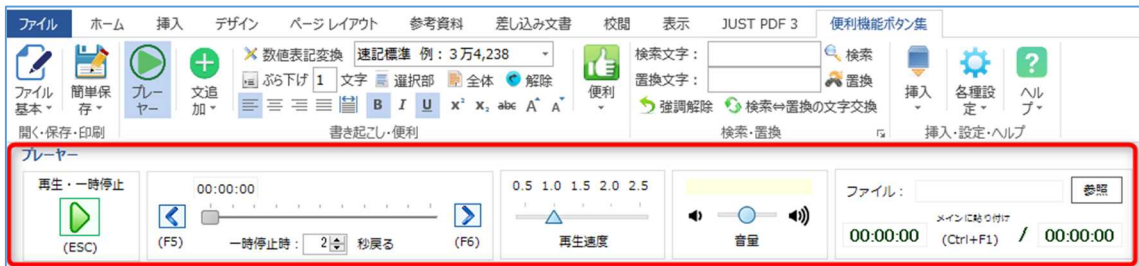 ファイル ホーム 挿入 デザイン ページ レイアウト 参考資料 差し込み文書 校閲 表示 JUST PDF 3 便利機能ボタン集
ファイル基本 簡単保存 プレーヤー 文追加
数値表記変換 速記標準 例：3万4,238
ぶら下げ 1 文字 選択部 全体 解除
B I U x² x₂ abc A A
便利
検索文字： 検索
置換文字： 置換
強調解除 検索⇔置換の文字交換
挿入 各種設定 ヘルプ
開く・保存・印刷 書き起こし・便利 検索・置換 挿入・設定・ヘルプ
プレーヤー
再生・一時停止
(ESC)
00:00:00
(F5) 一時停止時： 2 秒戻る (F6)
0.5 1.0 1.5 2.0 2.5
再生速度
音量
ファイル： 参照
メインに貼り付け
00:00:00 (Ctrl+F1) / 00:00:00